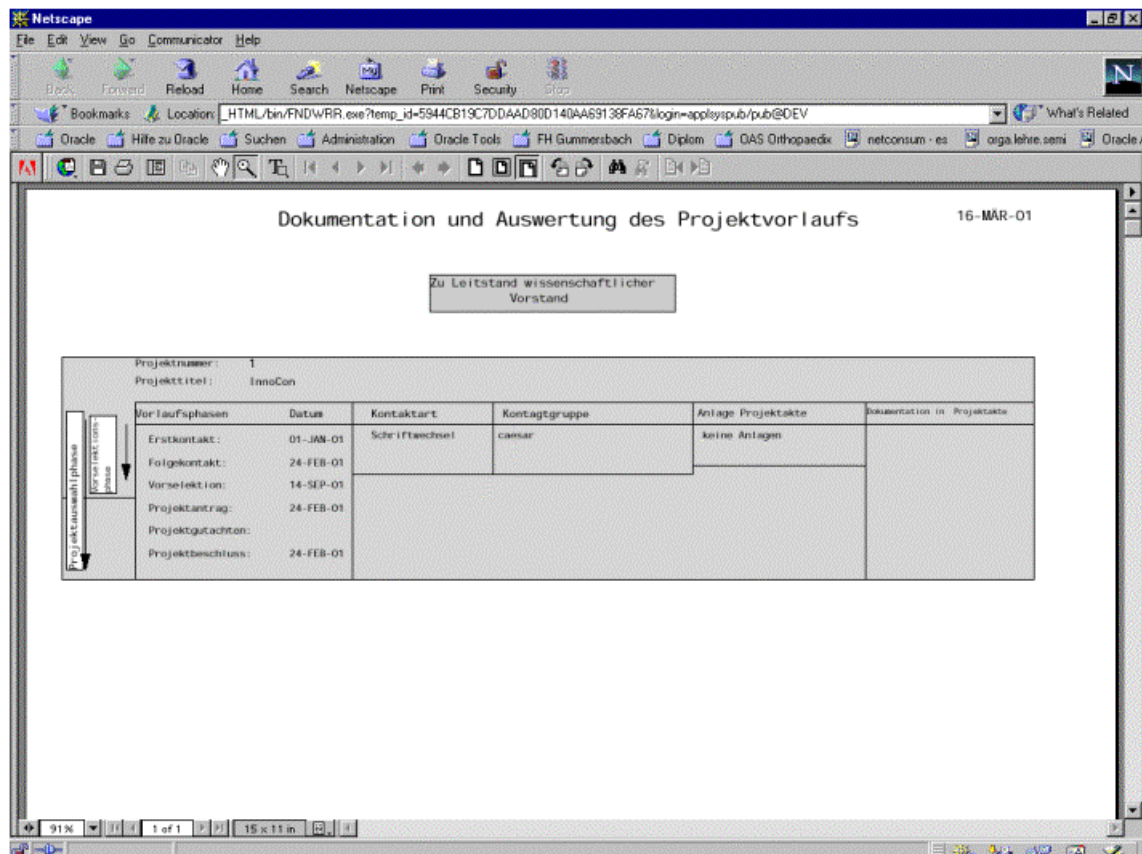 Netscape
File Edit View Go Communicator Help
Back Forward Reload Home Search Netscape Print Security Stop
Bookmarks Location: _HTML/bin/FNDWRR.exe?temp_id=5944CB19C7DDAAD80D140AA69138FA67&login=applsyspub/pub@DEV What's Related
Oracle Hilfe zu Oracle Suchen Administration Oracle Tools FH Gummersbach Diplom OAS Orthopaedix netconsum - es orga.lehre.semi Oracle
Dokumentation und Auswertung des Projektvorlaufs 16-MÄR-01
Zu Leitstand wissenschaftlicher
Vorstand
Projektnummer: 1
Projekttitel: InnoCon
Vorlaufsphasen Datum Kontaktart Kontagtgruppe Anlage Projektakte Dokumentation in Projektakte
Erstkontakt: 01-JAN-01 Schriftwechsel caesar keine Anlagen
Folgekontakt: 24-FEB-01
Vorselektion: 14-SEP-01
Projektantrag: 24-FEB-01
Projektgutachten:
Projektbeschluss: 24-FEB-01
Projektauswahlphase
Vorselektions-
phase
91% 1 of 1 15 x 11 in